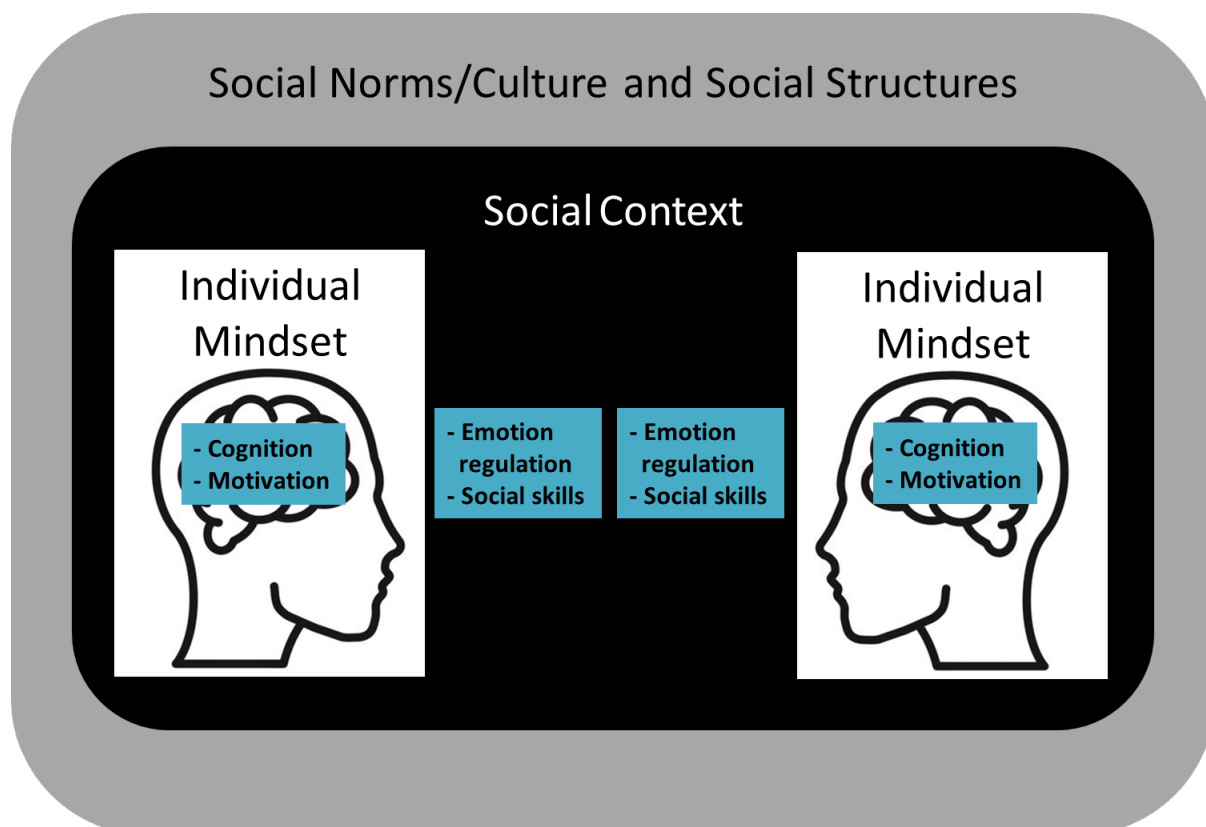 Social Norms/Culture and Social Structures
Social Context
Individual
Mindset
- Cognition
- Motivation
- Emotion
regulation
- Social skills
- Emotion
regulation
- Social skills
Individual
Mindset
- Cognition
- Motivation